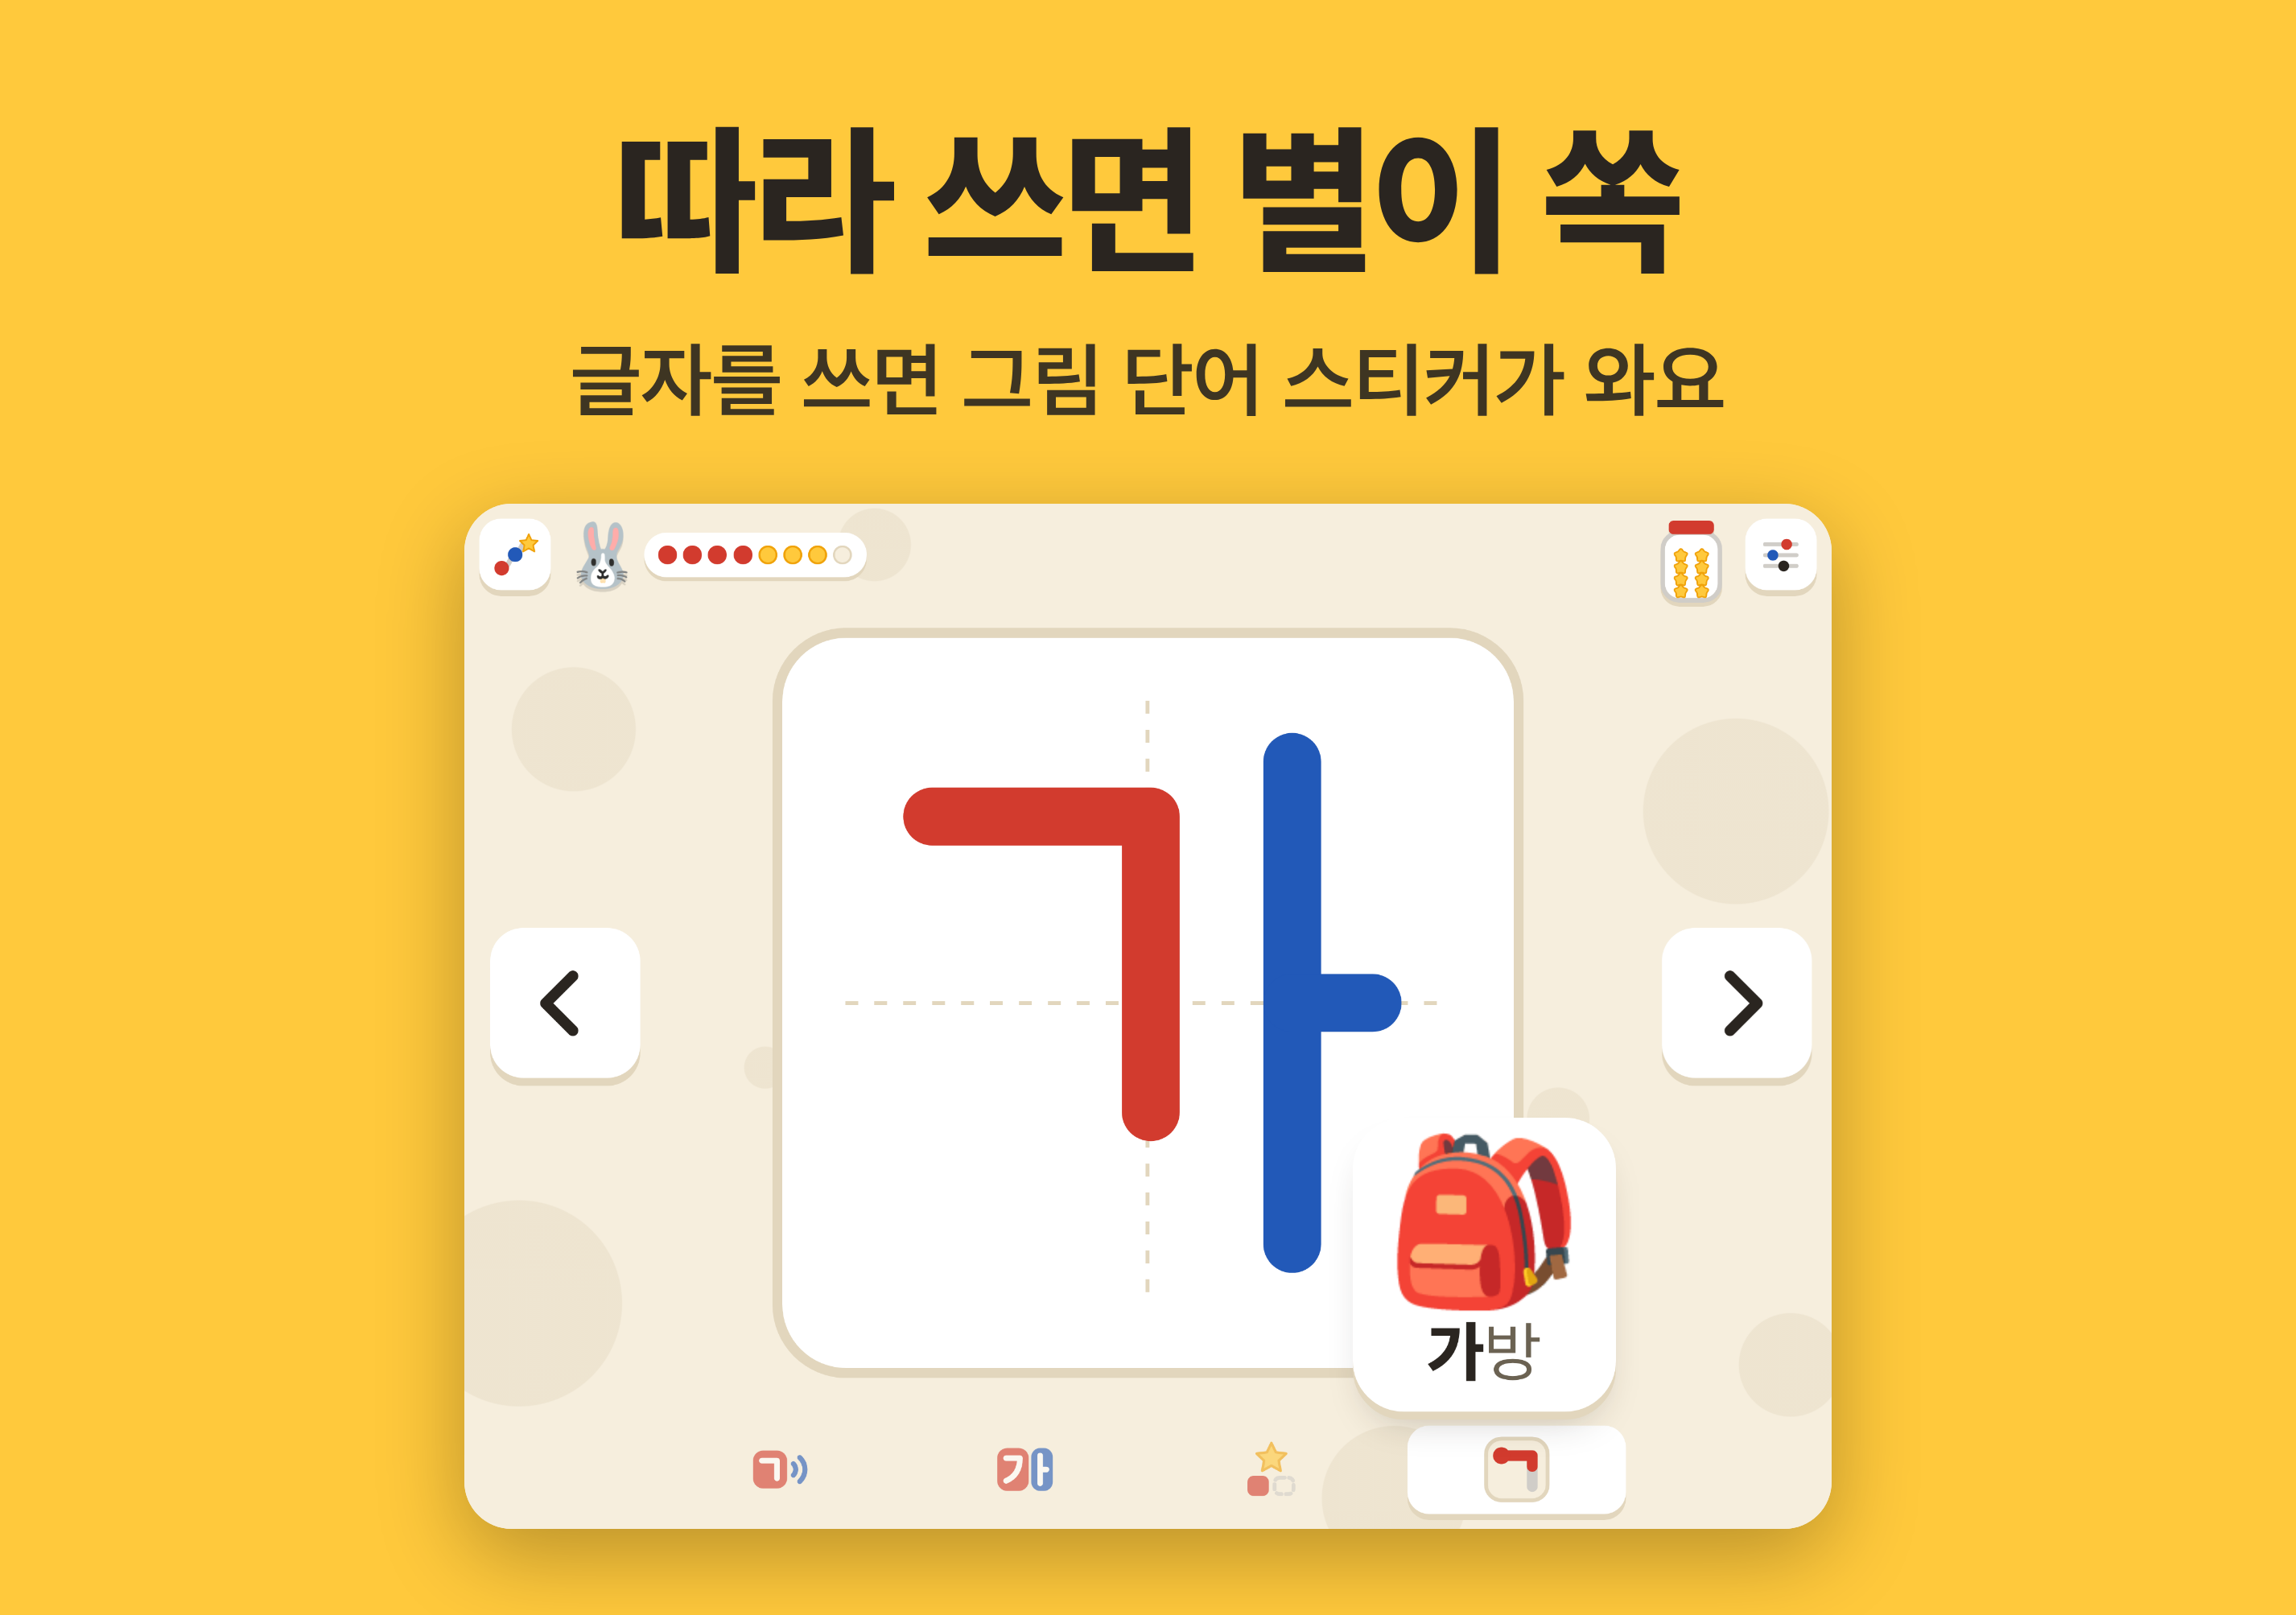 따라 쓰면 별이 쏙
글자를 쓰면 그림 단어 스티커가 와요
가
가방
ㄱ 가